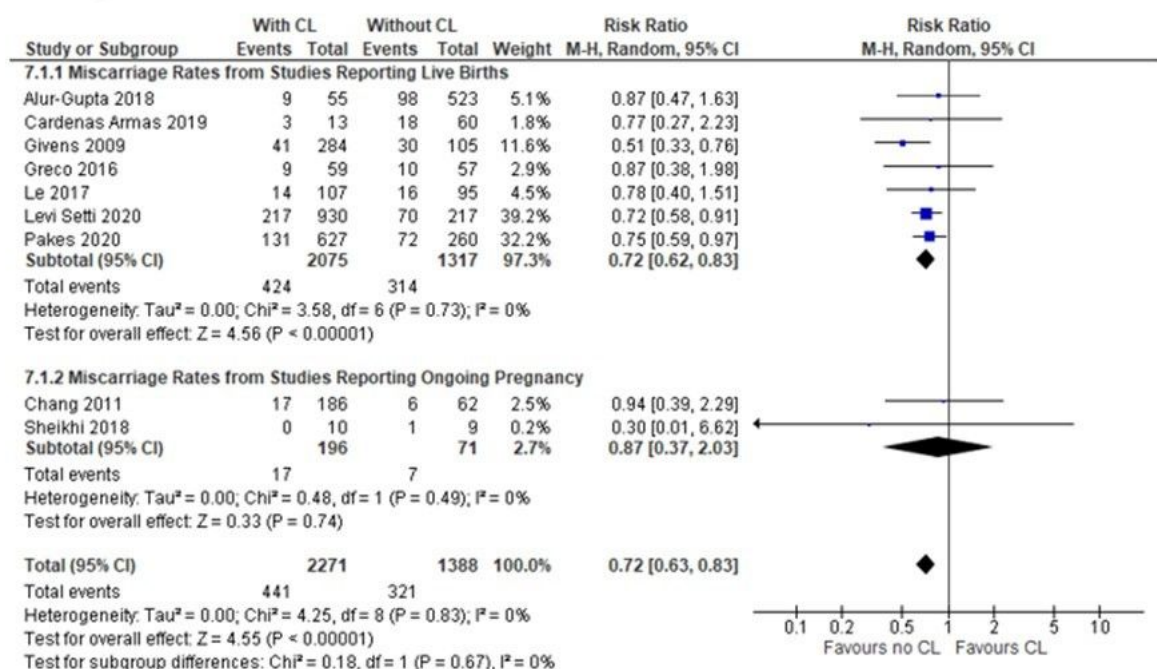 With CL Without CL Risk Ratio Risk Ratio
Study or Subgroup Events Total Events Total Weight M-H, Random, 95% CI M-H, Random, 95% CI
7.1.1 Miscarriage Rates from Studies Reporting Live Births
Alur-Gupta 2018 9 55 98 523 5.1% 0.87 [0.47, 1.63]
Cardenas Armas 2019 3 13 18 60 1.8% 0.77 [0.27, 2.23]
Givens 2009 41 284 30 105 11.6% 0.51 [0.33, 0.76]
Greco 2016 9 59 10 57 2.9% 0.87 [0.38, 1.98]
Le 2017 14 107 16 95 4.5% 0.78 [0.40, 1.51]
Levi Setti 2020 217 930 70 217 39.2% 0.72 [0.58, 0.91]
Pakes 2020 131 627 72 260 32.2% 0.75 [0.59, 0.97]
Subtotal (95% CI) 2075 1317 97.3% 0.72 [0.62, 0.83]
Total events 424 314
Heterogeneity: Tau² = 0.00; Chi² = 3.58, df = 6 (P = 0.73); I² = 0%
Test for overall effect: Z = 4.56 (P < 0.00001)
7.1.2 Miscarriage Rates from Studies Reporting Ongoing Pregnancy
Chang 2011 17 186 6 62 2.5% 0.94 [0.39, 2.29]
Sheikhi 2018 0 10 1 9 0.2% 0.30 [0.01, 6.62]
Subtotal (95% CI) 196 71 2.7% 0.87 [0.37, 2.03]
Total events 17 7
Heterogeneity: Tau² = 0.00; Chi² = 0.48, df = 1 (P = 0.49); I² = 0%
Test for overall effect: Z = 0.33 (P = 0.74)
Total (95% CI) 2271 1388 100.0% 0.72 [0.63, 0.83]
Total events 441 321
Heterogeneity: Tau² = 0.00; Chi² = 4.25, df = 8 (P = 0.83); I² = 0%
Test for overall effect: Z = 4.55 (P < 0.00001)
Test for subgroup differences: Chi² = 0.18, df = 1 (P = 0.67), I² = 0%
0.1 0.2 0.5 1 2 5 10
Favours no CL Favours CL